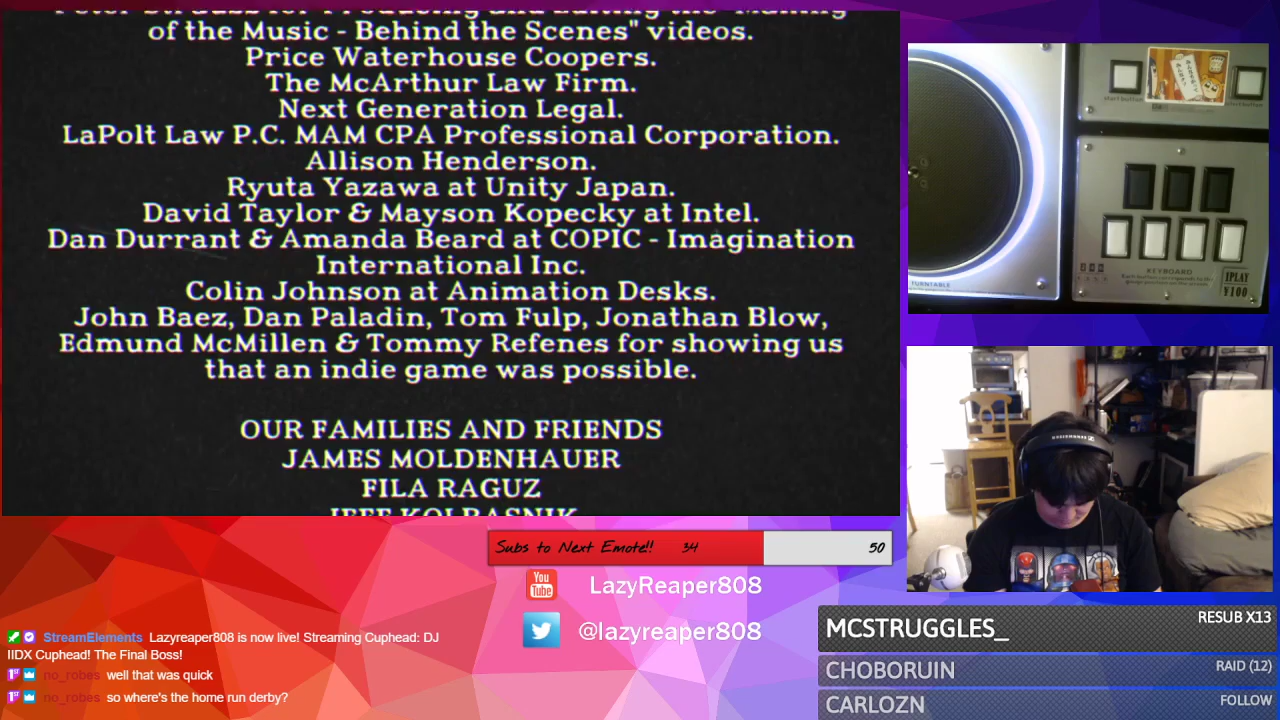 of the Music - Behind the Scenes" videos.
Price Waterhouse Coopers.
The McArthur Law Firm.
Next Generation Legal.
LaPolt Law P.C. MAM CPA Professional Corporation.
Allison Henderson.
Ryuta Yazawa at Unity Japan.
David Taylor & Mayson Kopecky at Intel.
Dan Durrant & Amanda Beard at COPIC - Imagination
International Inc.
Colin Johnson at Animation Desks.
John Baez, Dan Paladin, Tom Fulp, Jonathan Blow,
Edmund McMillen & Tommy Refenes for showing us
that an indie game was possible.
OUR FAMILIES AND FRIENDS
JAMES MOLDENHAUER
FILA RAGUZ
Subs to Next Emote!! 34 50
You
Tube
LazyReaper808
@lazyreaper808
StreamElements Lazyreaper808 is now live! Streaming Cuphead: DJ
IIDX Cuphead! The Final Boss!
no_robes well that was quick
no_robes so where's the home run derby?
start button
TURNTABLE
KEYBOARD
1PLAY
¥100
MCSTRUGGLES_ RESUB X13
CHOBORUIN RAID (12)
CARLOZN FOLLOW